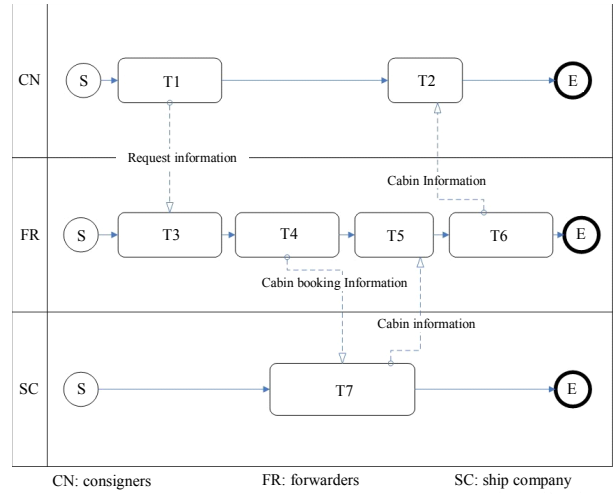 CN
S
T1
T2
E
Request information
Cabin Information
FR
S
T3
T4
T5
T6
E
Cabin booking Information
Cabin information
SC
S
T7
E
CN: consigners FR: forwarders SC: ship company